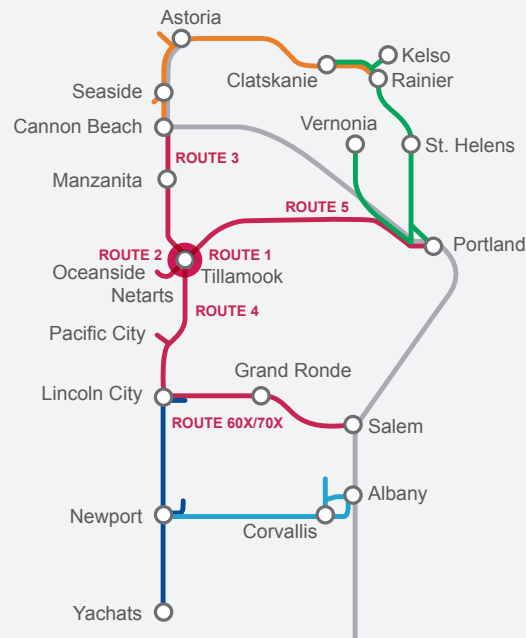 Astoria
Kelso
Clatskanie
Rainier
Seaside
Cannon Beach
Vernonia
St. Helens
ROUTE 3
Manzanita
ROUTE 5
Portland
ROUTE 2
ROUTE 1
Oceanside
Netarts
Tillamook
ROUTE 4
Pacific City
Grand Ronde
Lincoln City
ROUTE 60X/70X
Salem
Albany
Newport
Corvallis
Yachats